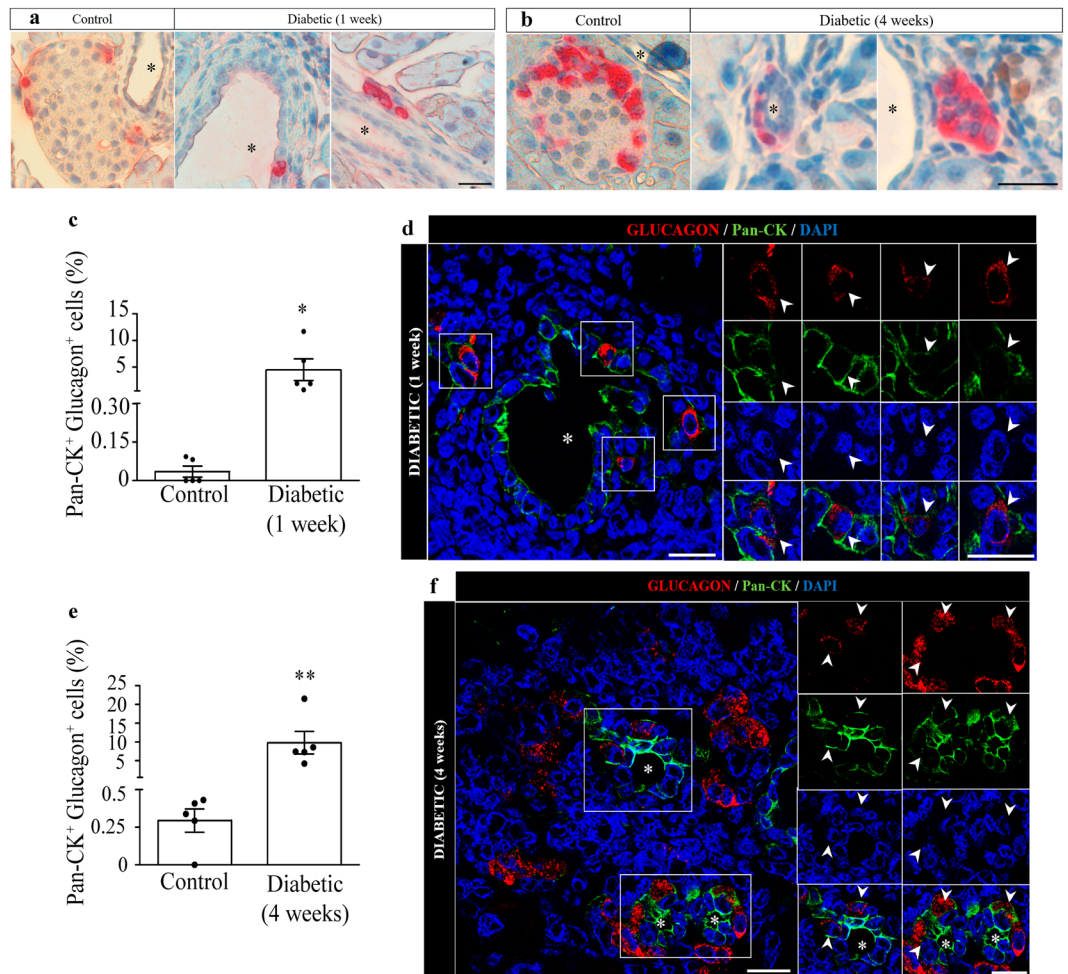 a
Control
Diabetic (1 week)
*
*
*
b
Control
Diabetic (4 weeks)
*
*
*
c
Pan-CK+ Glucagon+ cells (%)
15
10
5
0.30
0.15
0
*
Control
Diabetic
(1 week)
d
GLUCAGON / Pan-CK / DAPI
DIABETIC (1 week)
*
e
Pan-CK+ Glucagon+ cells (%)
25
20
15
10
5
0.5
0.25
0
**
Control
Diabetic
(4 weeks)
f
GLUCAGON / Pan-CK / DAPI
DIABETIC (4 weeks)
*
*
*
*
*
*